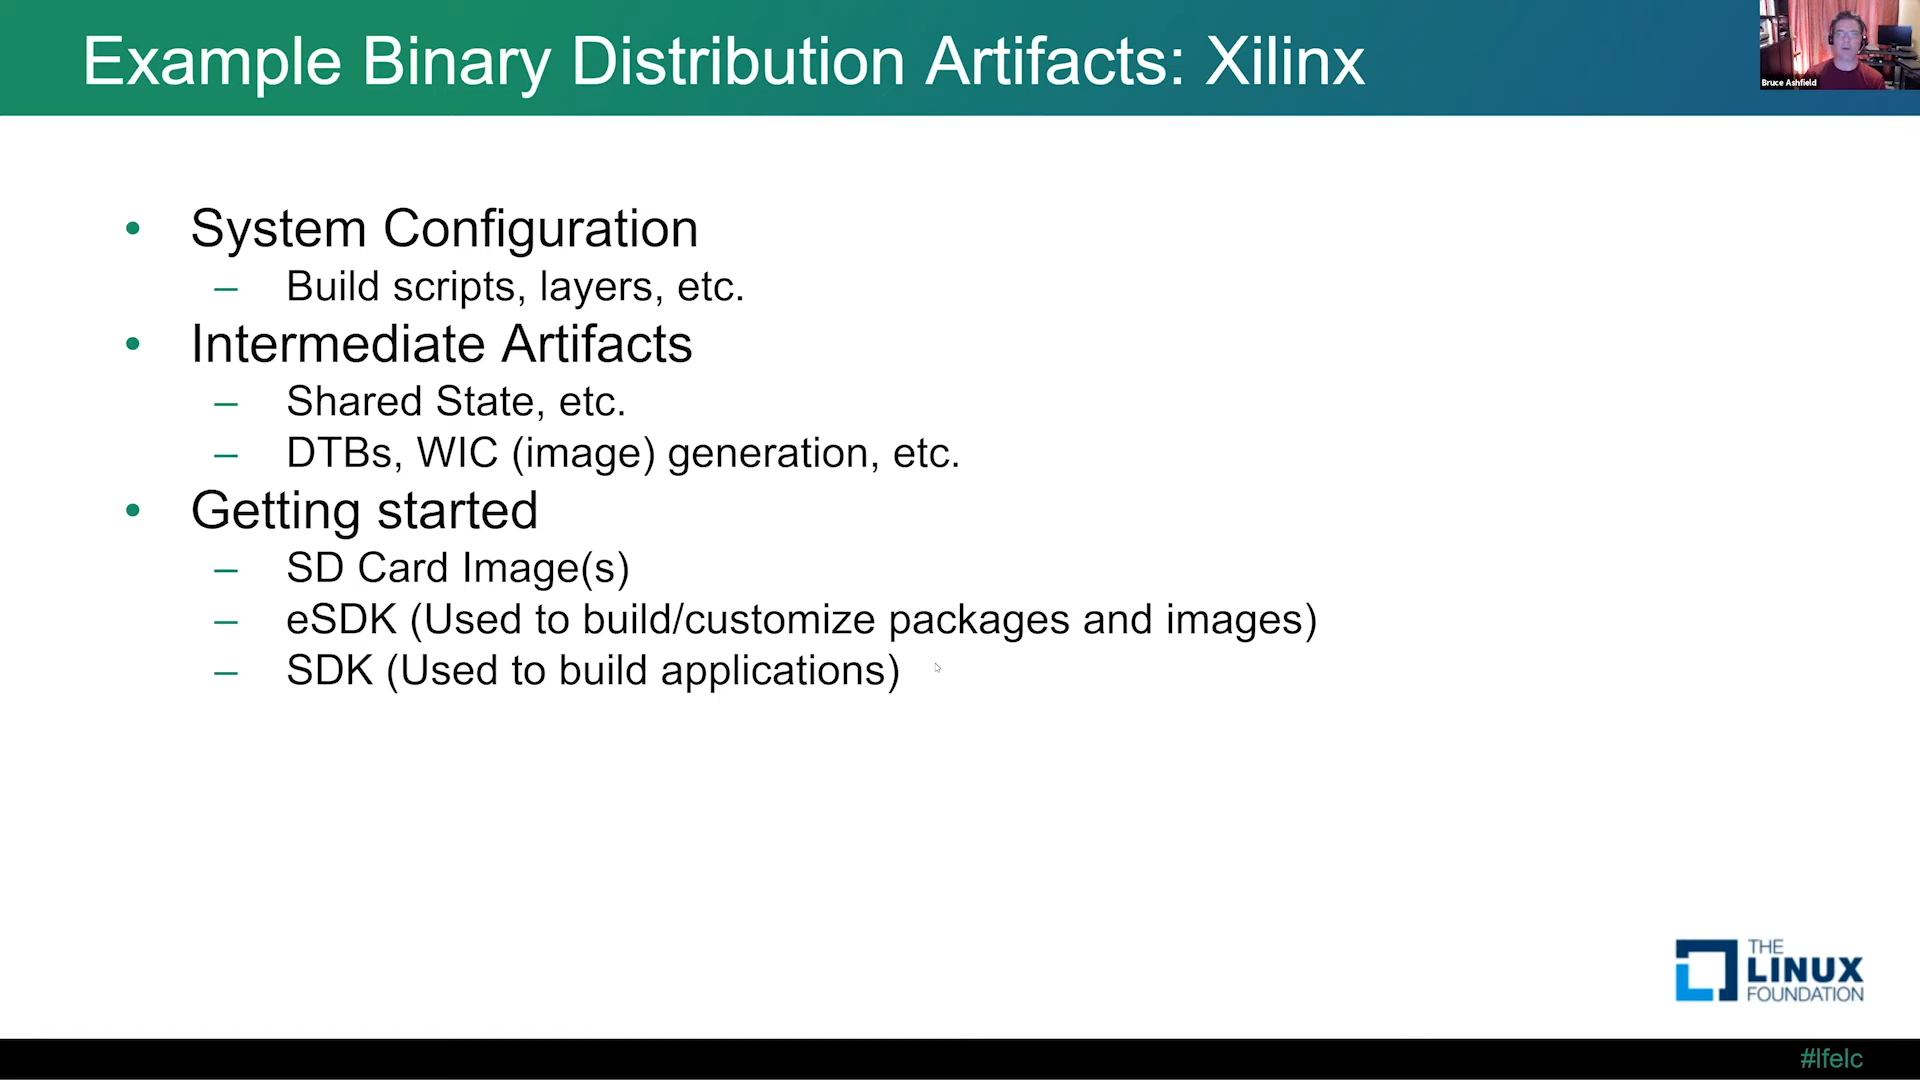 Example Binary Distribution Artifacts: Xilinx
Bruce Ashfield
• System Configuration
– Build scripts, layers, etc.
• Intermediate Artifacts
– Shared State, etc.
– DTBs, WIC (image) generation, etc.
• Getting started
– SD Card Image(s)
– eSDK (Used to build/customize packages and images)
– SDK (Used to build applications)
THE
LINUX
FOUNDATION
#lfelc